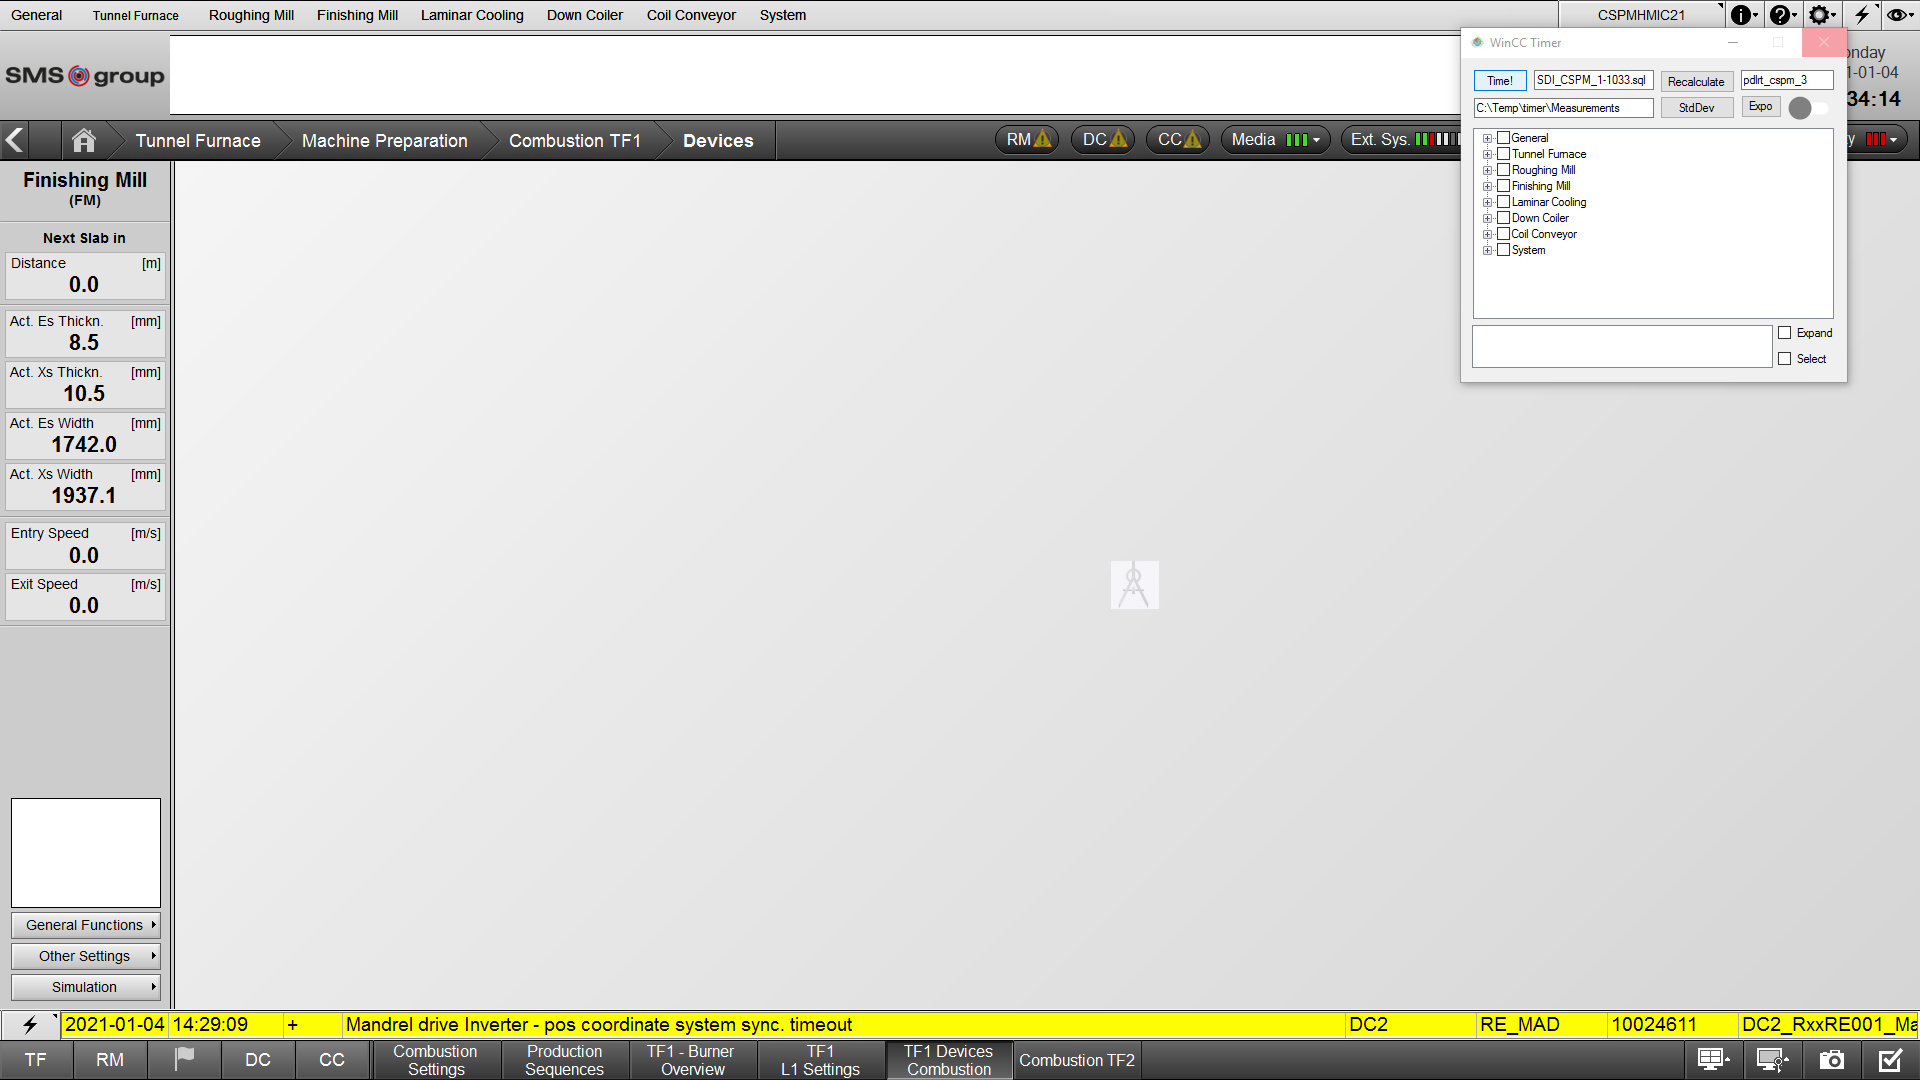 General Tunnel Furnace Roughing Mill Finishing Mill Laminar Cooling Down Coiler Coil Conveyor System CSPMHMIC21
SMS group
WinCC Timer
Time! SDI_CSPM_1-1033.sql Recalculate pdlrt_cspm_3
C:\Temp\timer\Measurements StdDev Expo
onday
1-01-04
34:14
Tunnel Furnace Machine Preparation Combustion TF1 Devices RM DC CC Media Ext. Sys. y
General
Tunnel Furnace
Roughing Mill
Finishing Mill
Laminar Cooling
Down Coiler
Coil Conveyor
System
Expand
Select
Finishing Mill
(FM)
Next Slab in
Distance [m]
0.0
Act. Es Thickn. [mm]
8.5
Act. Xs Thickn. [mm]
10.5
Act. Es Width [mm]
1742.0
Act. Xs Width [mm]
1937.1
Entry Speed [m/s]
0.0
Exit Speed [m/s]
0.0
General Functions
Other Settings
Simulation
2021-01-04 14:29:09 + Mandrel drive Inverter - pos coordinate system sync. timeout DC2 RE_MAD 10024611 DC2_RxxRE001_Ma
TF RM DC CC
Combustion Settings
Production Sequences
TF1 - Burner Overview
TF1 L1 Settings
TF1 Devices Combustion
Combustion TF2